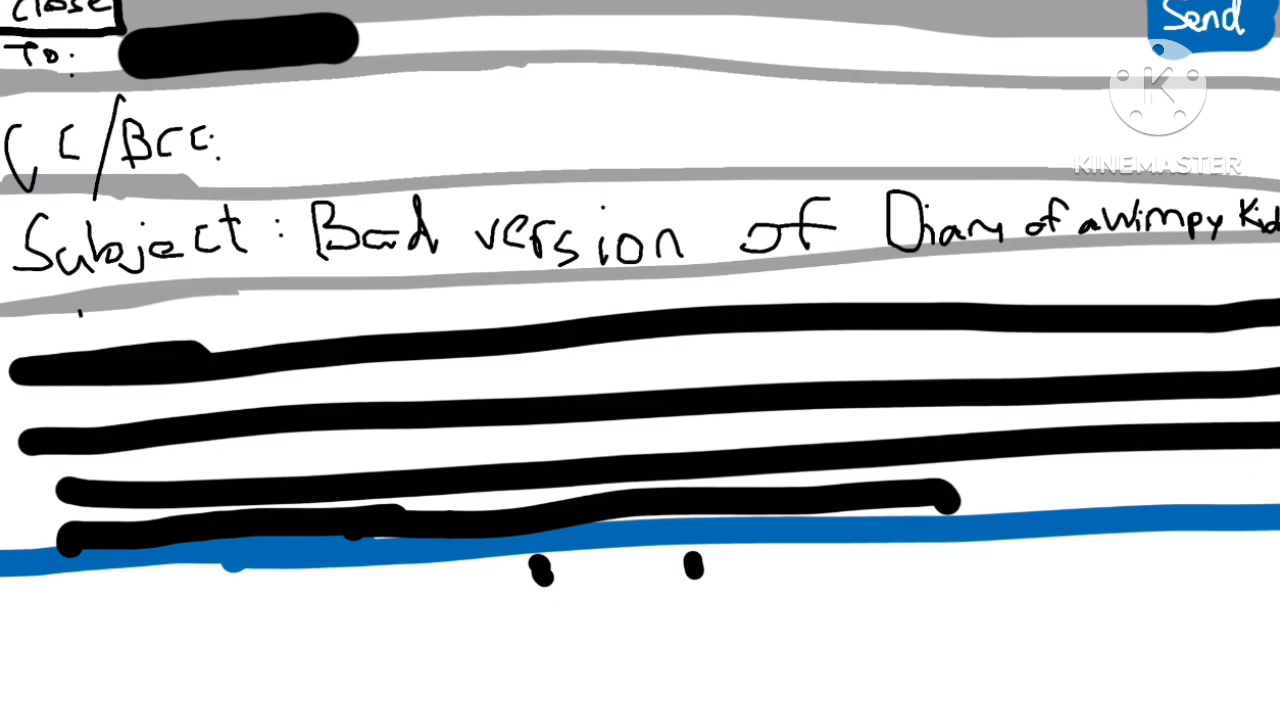 Close
Send
To:
CC/BCC:
KINEMASTER
Subject: Bad version of Diary of a Wimpy Kid